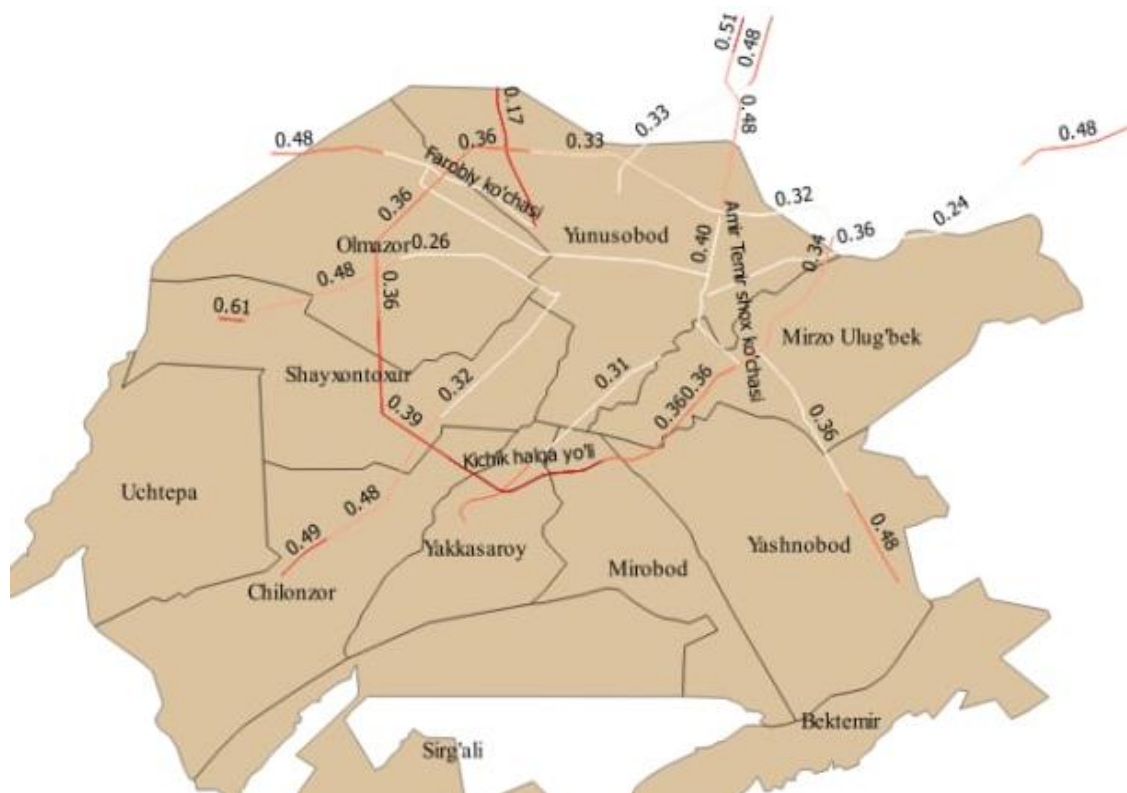 0.51
0.48
0.17
0.48
0.33
0.48
0.48
0.36
0.33
Farobiy ko'chasi
0.32
0.36
0.24
Amir Temir shox ko'chasi
0.36
Yunusobod
0.40
0.34
Olmazor
0.26
0.48
0.36
0.61
Mirzo Ulug'bek
Shayxontoxur
0.32
0.31
0.36
0.36
0.39
0.36
Kichik halqa yo'li
Uchtepa
0.48
0.49
Yakkasaroy
Yashnobod
0.48
Mirobod
Chilonzor
Bektemir
Sirg'ali